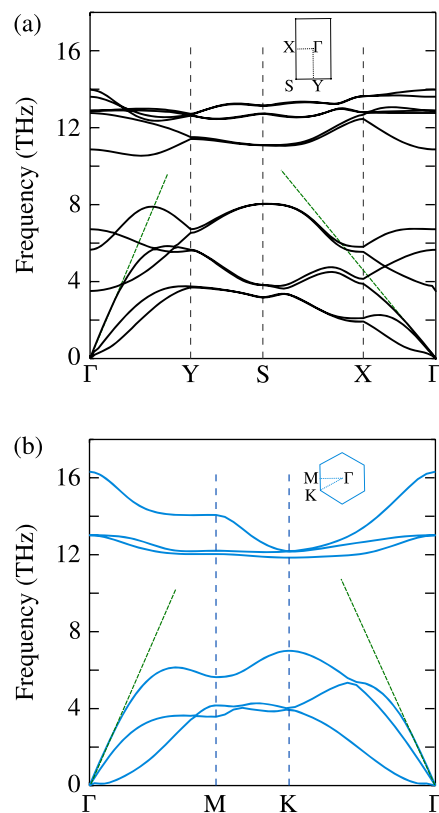 (a)
Frequency (THz)
16
12
8
4
0
X Γ
S Y
Γ Y S X Γ
(b)
Frequency (THz)
16
12
8
4
0
M Γ
K
Γ M K Γ